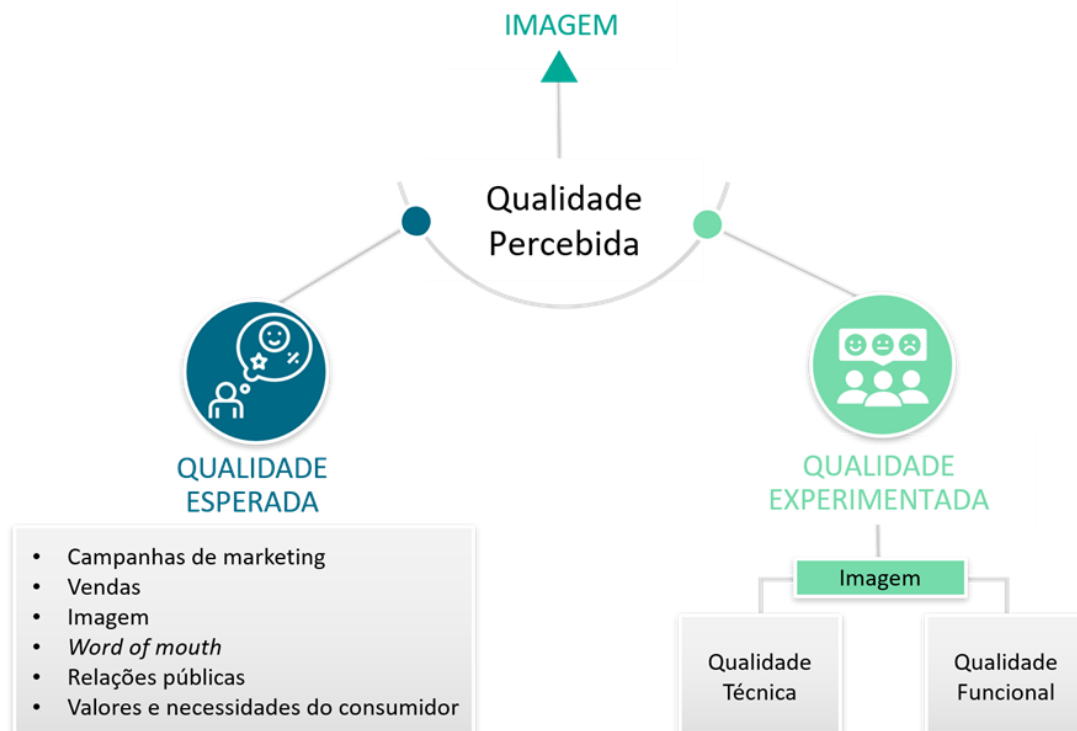 IMAGEM
Qualidade
Percebida
QUALIDADE
ESPERADA
• Campanhas de marketing
• Vendas
• Imagem
• Word of mouth
• Relações públicas
• Valores e necessidades do consumidor
QUALIDADE
EXPERIMENTADA
Imagem
Qualidade
Técnica
Qualidade
Funcional